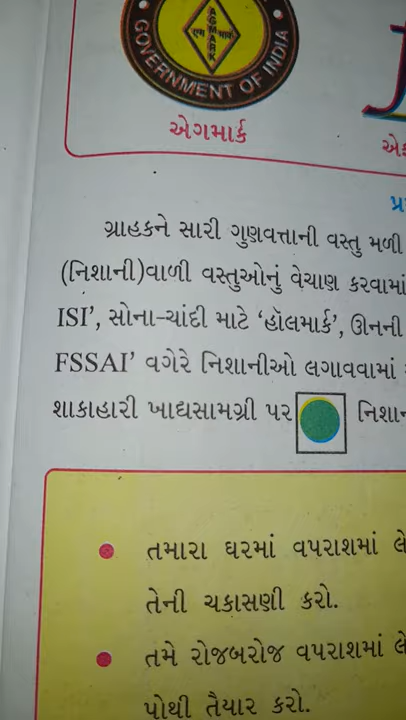 AGMARK
एग मार्क
GOVERNMENT OF INDIA
એગમાર્ક
ગ્રાહકને સારી ગુણવત્તાની વસ્તુ મળી
(નિશાની)વાળી વસ્તુઓનું વેચાણ કરવામાં
ISI', સોના-ચાંદી માટે 'હૉલમાર્ક', ઊનની
FSSAI' વગેરે નિશાનીઓ લગાવવામાં
શાકાહારી ખાદ્યસામગ્રી પર
તમારા ઘરમાં વપરાશમાં
તેની ચકાસણી કરો.
તમે રોજબરોજ વપરાશમાં
પોથી તૈયાર કરો.